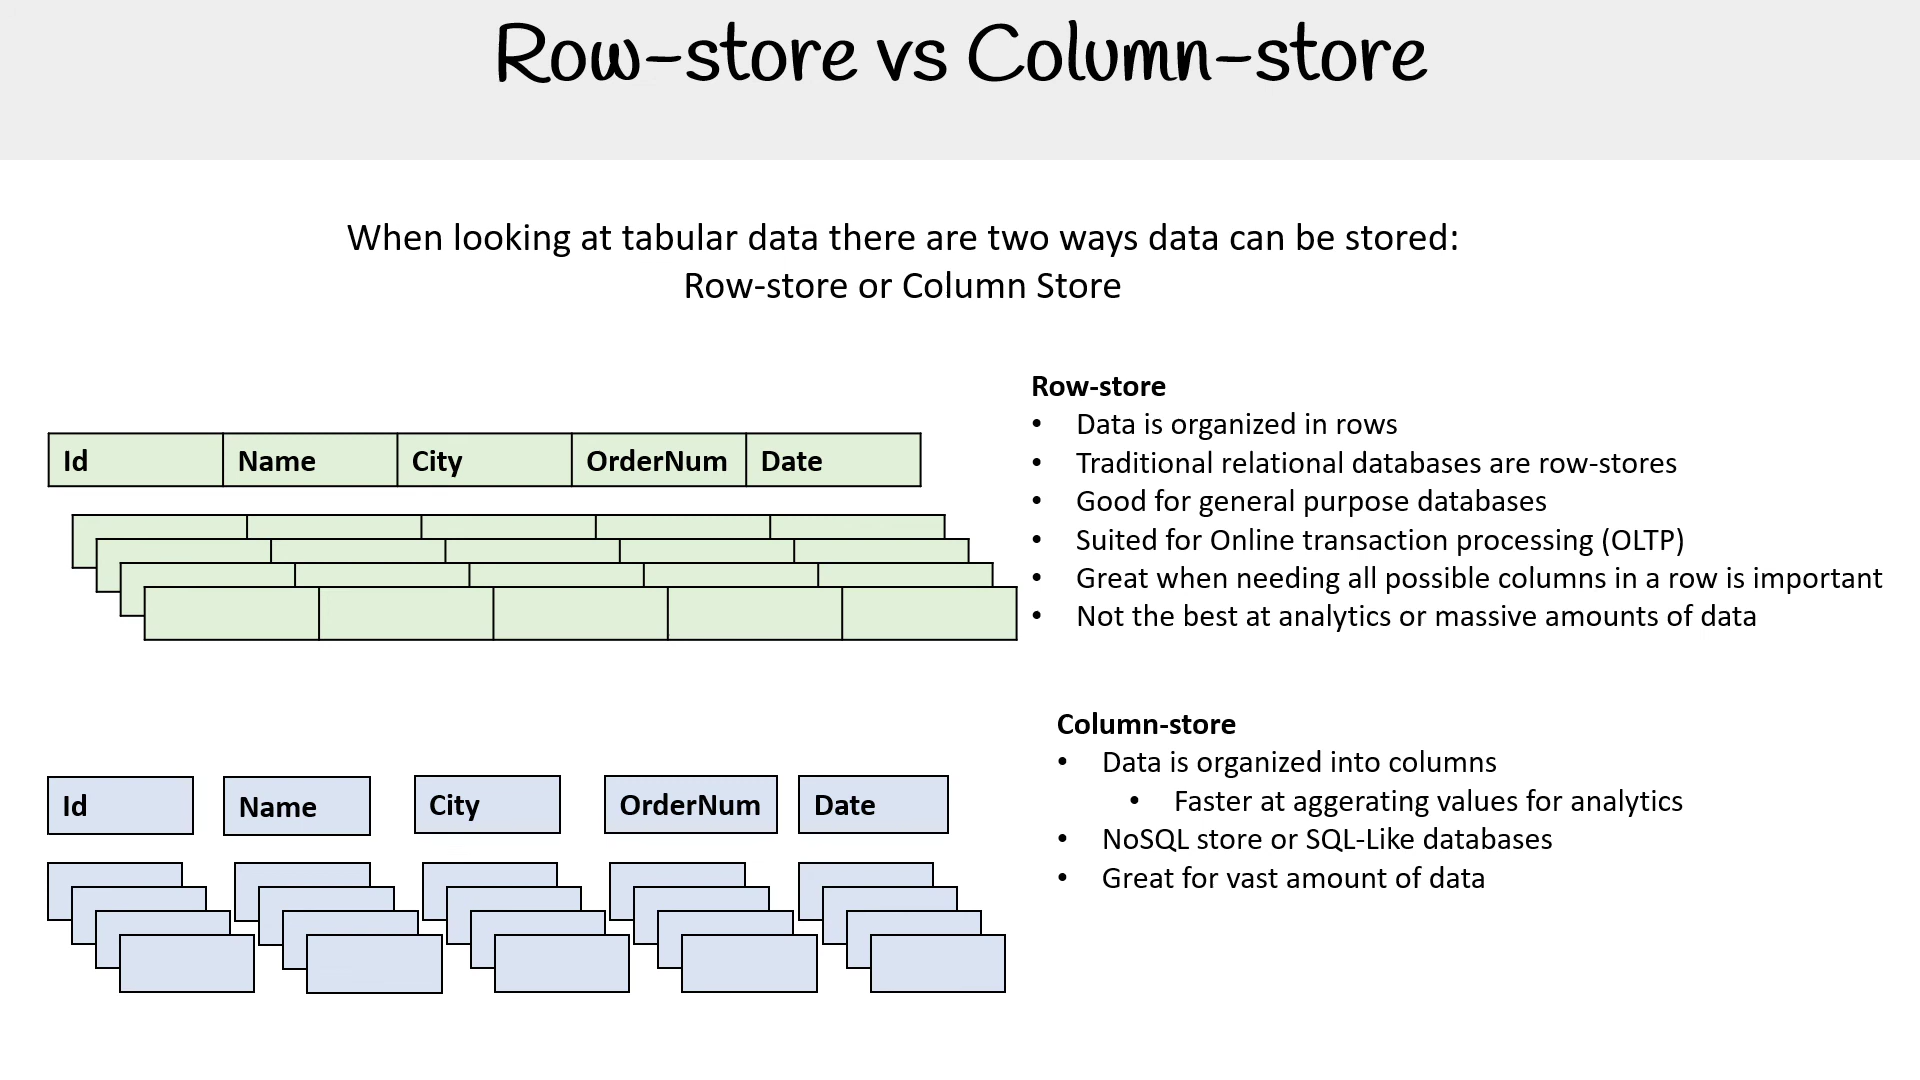 Row-store vs Column-store
When looking at tabular data there are two ways data can be stored:
Row-store or Column Store
Id Name City OrderNum Date
Row-store
• Data is organized in rows
• Traditional relational databases are row-stores
• Good for general purpose databases
• Suited for Online transaction processing (OLTP)
• Great when needing all possible columns in a row is important
• Not the best at analytics or massive amounts of data
Id Name City OrderNum Date
Column-store
• Data is organized into columns
• Faster at aggerating values for analytics
• NoSQL store or SQL-Like databases
• Great for vast amount of data